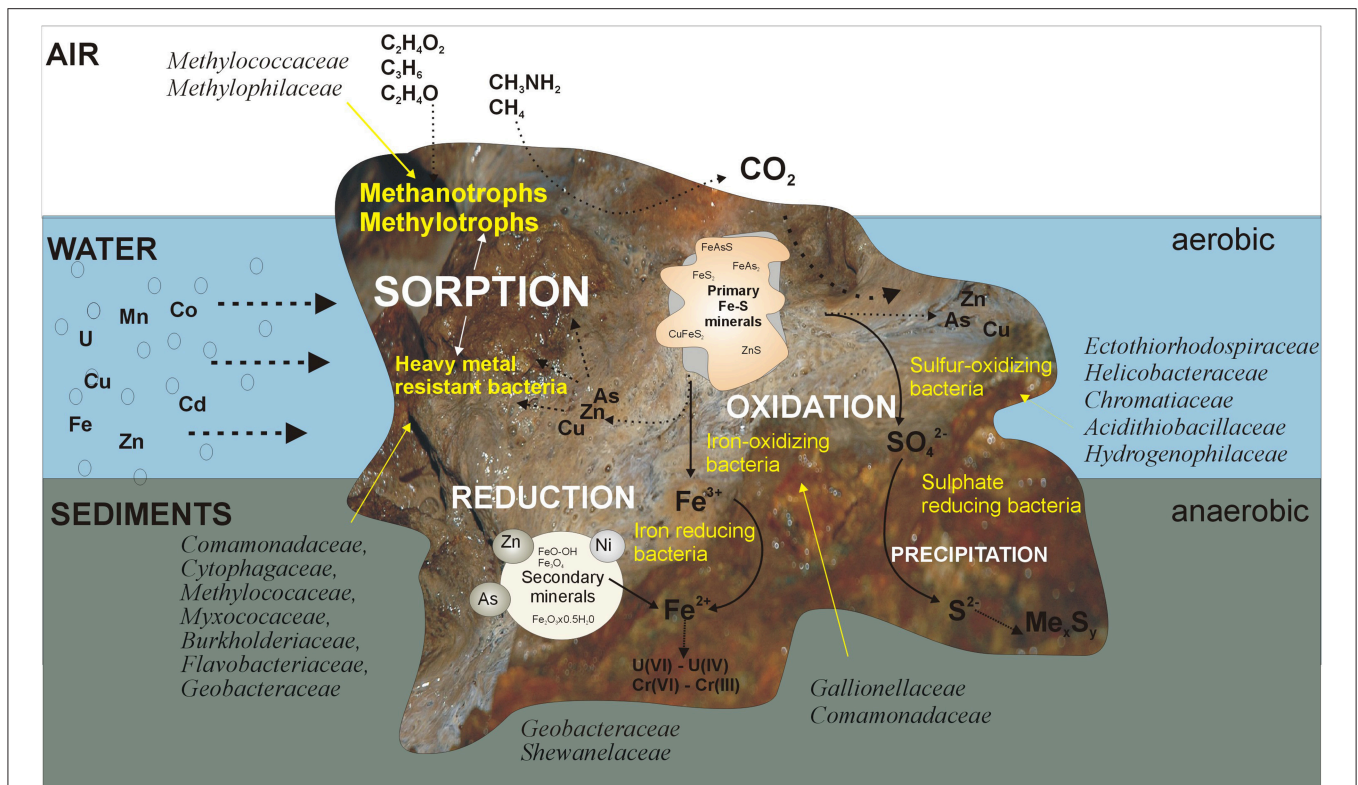 AIR
Methylococcaceae
Methylophilaceae
C₂H₄O₂
C₃H₆
C₂H₄O
CH₃NH₂
CH₄
CO₂
Methanotrophs
Methylotrophs
WATER
aerobic
Mn
Co
U
Cu
Cd
Fe
Zn
SORPTION
Heavy metal
resistant bacteria
FeAsS
FeAs₂
FeS₂
Primary
Fe-S
minerals
CuFeS₂
ZnS
As
Zn
Cu
Zn
As
Cu
OXIDATION
Sulfur-oxidizing
bacteria
Ectothiorhodospiraceae
Helicobacteraceae
Chromatiaceae
Acidithiobacillaceae
Hydrogenophilaceae
Iron-oxidizing
bacteria
SO₄²⁻
SEDIMENTS
anaerobic
REDUCTION
Fe³⁺
Sulphate
reducing bacteria
Iron reducing
bacteria
PRECIPITATION
Comamonadaceae,
Cytophagaceae,
Methylococaceae,
Myxococaceae,
Burkholderiaceae,
Flavobacteriaceae,
Geobacteraceae
Zn
Ni
As
FeO-OH
Fe₃O₄
Secondary
minerals
Fe₂O₃x0.5H₂0
Fe²⁺
S²⁻
MeₓSᵧ
U(VI) - U(IV)
Cr(VI) - Cr(III)
Gallionellaceae
Comamonadaceae
Geobacteraceae
Shewanelaceae